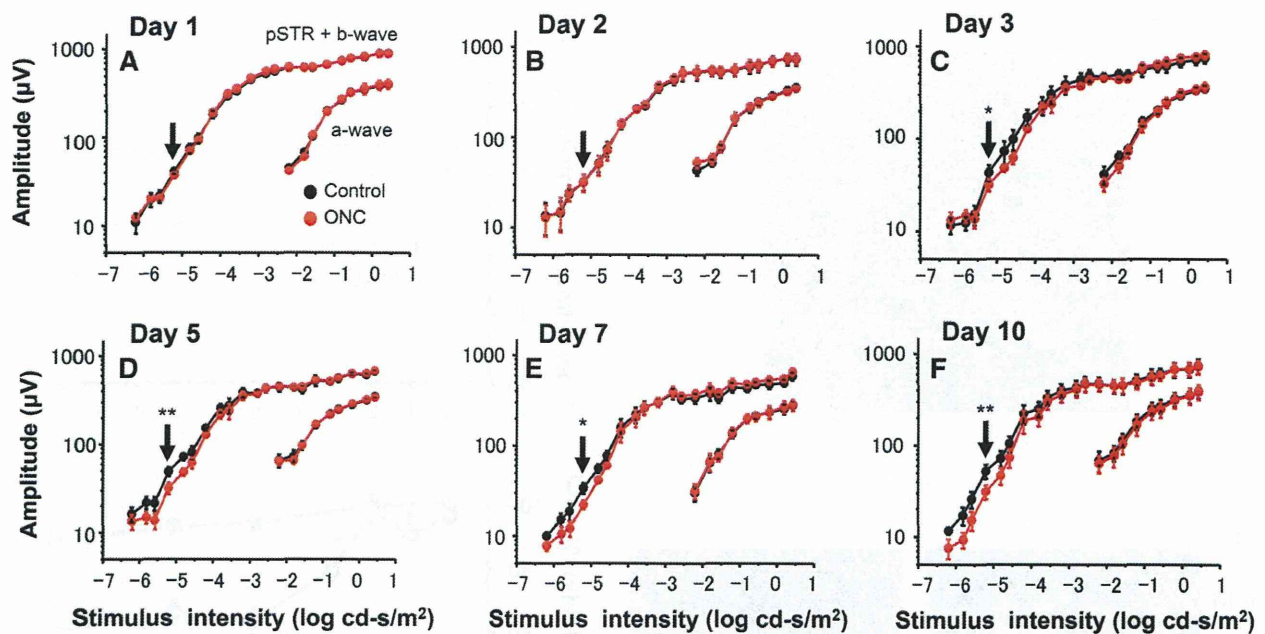 Day 1
A
pSTR + b-wave
a-wave
Control
ONC
Amplitude (μV)
1000
100
10
−7 −6 −5 −4 −3 −2 −1 0 1
Day 2
B
1000
100
10
−7 −6 −5 −4 −3 −2 −1 0 1
Day 3
C
*
1000
100
10
−7 −6 −5 −4 −3 −2 −1 0 1
Day 5
D
**
Amplitude (μV)
1000
100
10
−7 −6 −5 −4 −3 −2 −1 0 1
Stimulus intensity (log cd-s/m²)
Day 7
E
*
1000
100
10
−7 −6 −5 −4 −3 −2 −1 0 1
Stimulus intensity (log cd-s/m²)
Day 10
F
**
1000
100
10
−7 −6 −5 −4 −3 −2 −1 0 1
Stimulus intensity (log cd-s/m²)